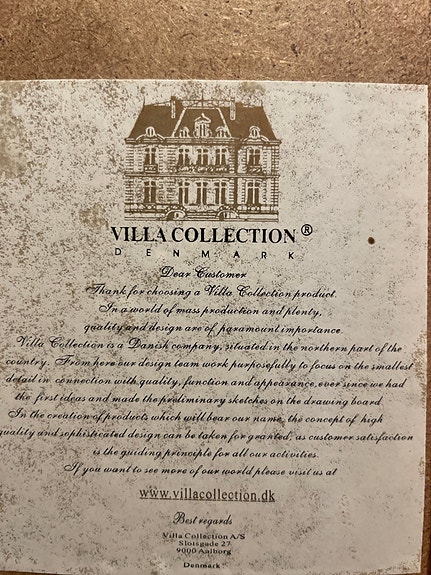 VILLA COLLECTION ®
DENMARK
Dear Customer
Thank for choosing a Villa Collection product.
In a world of mass production and plenty,
quality and design are of paramount importance.
Villa Collection is a Danish company, situated in the northern part of the
country. From here our design team work purposefully to focus on the smallest
detail in connection with quality, function and appearance, ever since we had
the first ideas and made the preliminary sketches on the drawing board.
In the creation of products which will bear our name, the concept of high
quality and sophisticated design can be taken for granted, as customer satisfaction
is the guiding principle for all our activities.
If you want to see more of our world please visit us at
www.villacollection.dk
Best regards
Villa Collection A/S
Slotsgade 27
9000 Aalborg
Denmark